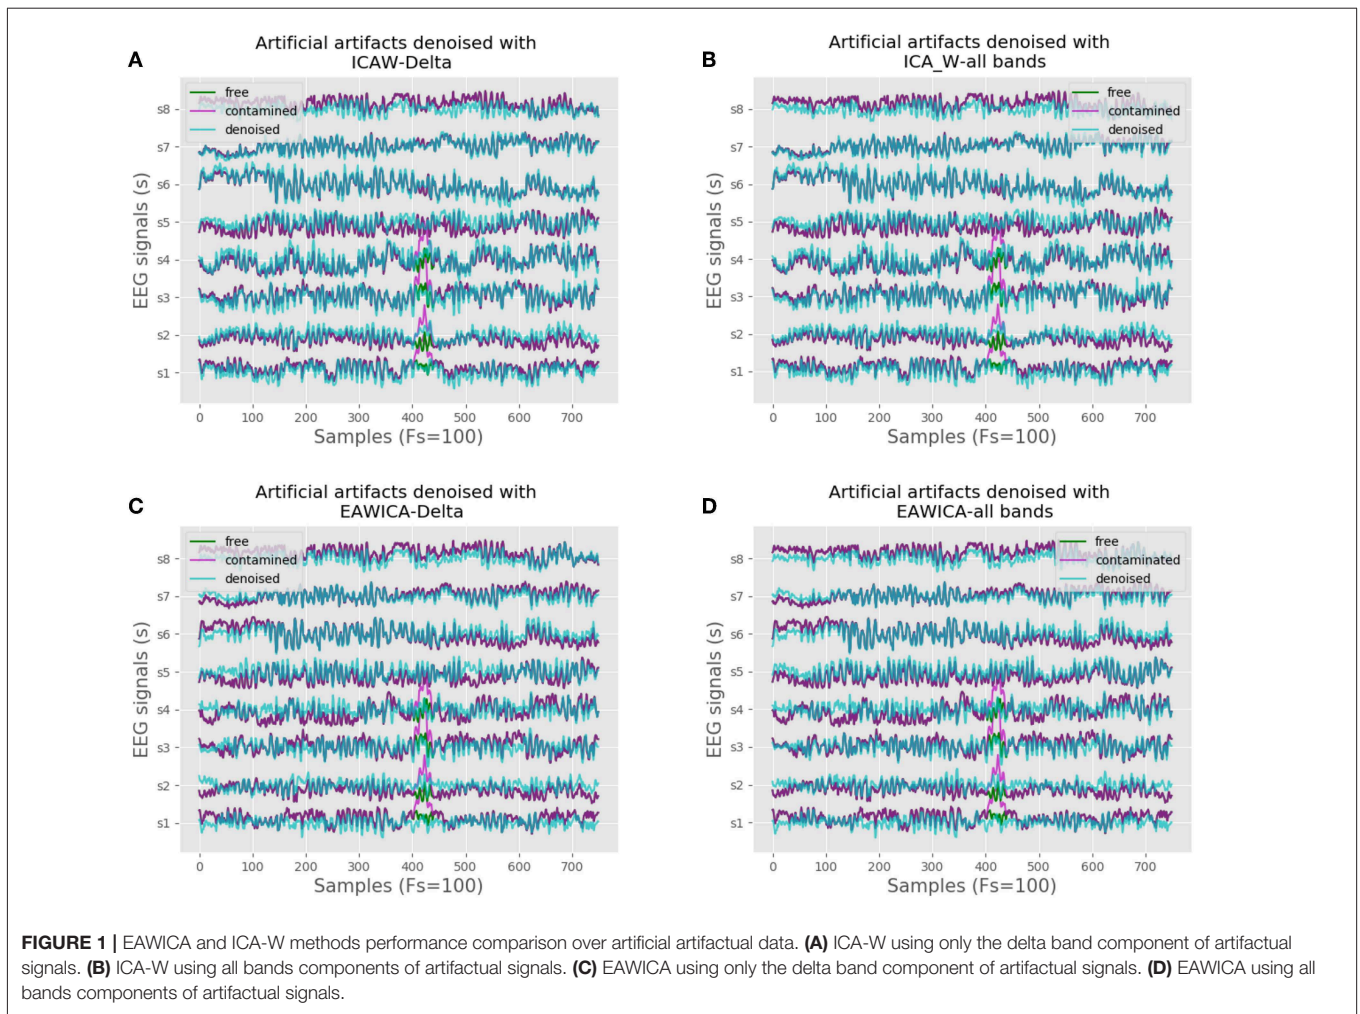 A
Artificial artifacts denoised with
ICAW-Delta
free
contamined
denoised
s8
s7
s6
s5
s4
s3
s2
s1
EEG signals (s)
0 100 200 300 400 500 600 700
Samples (Fs=100)
B
Artificial artifacts denoised with
ICA_W-all bands
free
contamined
denoised
s8
s7
s6
s5
s4
s3
s2
s1
EEG signals (s)
0 100 200 300 400 500 600 700
Samples (Fs=100)
C
Artificial artifacts denoised with
EAWICA-Delta
free
contamined
denoised
s8
s7
s6
s5
s4
s3
s2
s1
EEG signals (s)
0 100 200 300 400 500 600 700
Samples (Fs=100)
D
Artificial artifacts denoised with
EAWICA-all bands
free
contaminated
denoised
s8
s7
s6
s5
s4
s3
s2
s1
EEG signals (s)
0 100 200 300 400 500 600 700
Samples (Fs=100)
FIGURE 1 | EAWICA and ICA-W methods performance comparison over artificial artifactual data. (A) ICA-W using only the delta band component of artifactual
signals. (B) ICA-W using all bands components of artifactual signals. (C) EAWICA using only the delta band component of artifactual signals. (D) EAWICA using all
bands components of artifactual signals.